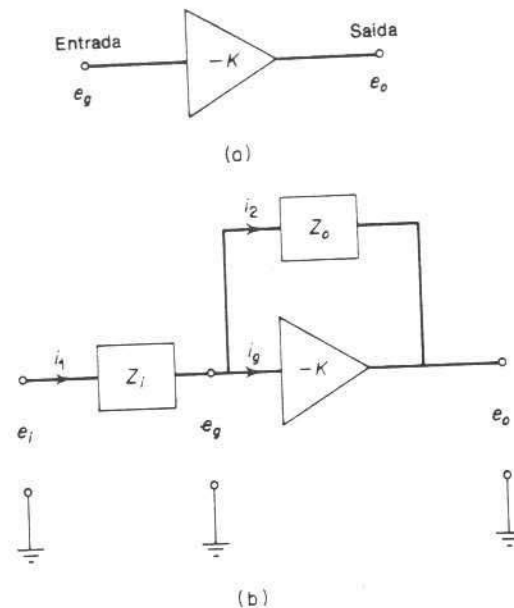 Entrada
Saída
-K
e_g
e_o
(a)
i_2
Z_o
i_1
Z_i
i_g
-K
e_i
e_g
e_o
(b)